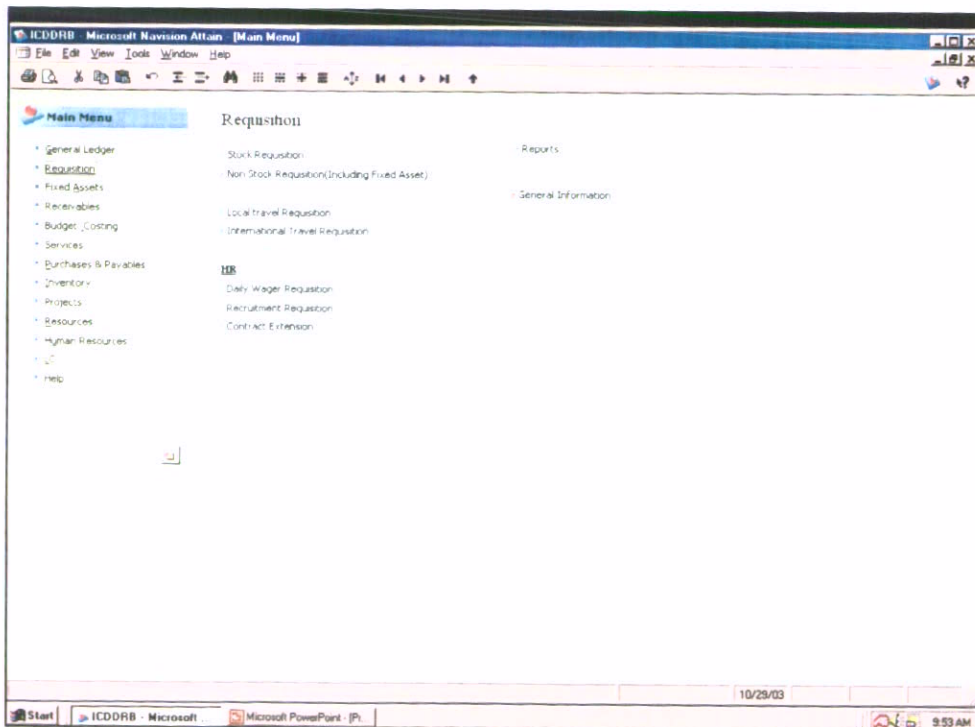 ICDDRB - Microsoft Navision Attain - [Main Menu]
File Edit View Tools Window Help
Main Menu
General Ledger
Requisition
Fixed Assets
Receivables
Budget_Costing
Services
Purchases & Payables
Inventory
Projects
Resources
Human Resources
Help
Requisition
Stock Requisition
Non Stock Requisition(Including Fixed Asset)
Local travel Requisition
International Travel Requisition
HR
Daily Wager Requisition
Recruitment Requisition
Contract Extension
Reports
General Information
10/29/03
Start ICDDRB - Microsoft ... Microsoft PowerPoint - [Pr... 9:53 AM